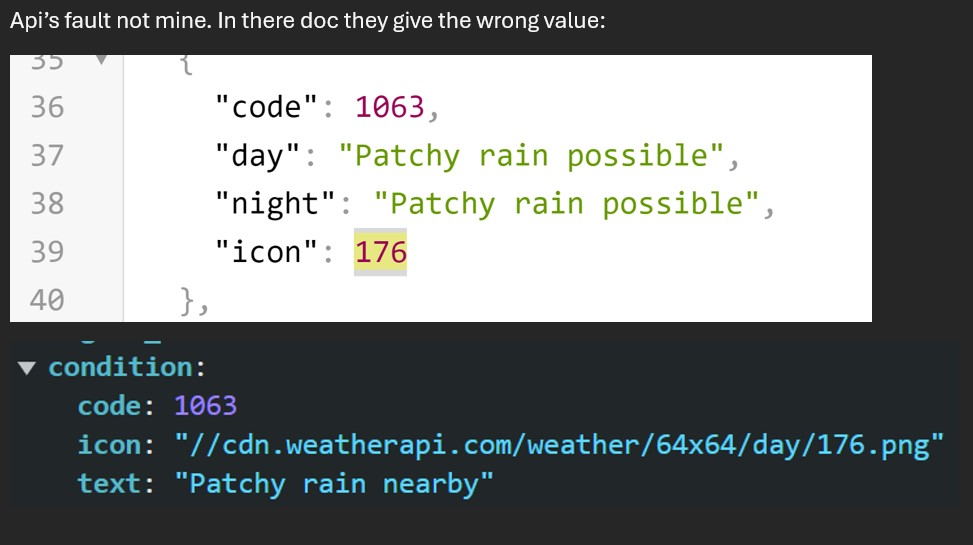 Api’s fault not mine. In there doc they give the wrong value:
35 ▼ {
36 "code": 1063,
37 "day": "Patchy rain possible",
38 "night": "Patchy rain possible",
39 "icon": 176
40 },
▼ condition:
code: 1063
icon: "//cdn.weatherapi.com/weather/64x64/day/176.png"
text: "Patchy rain nearby"